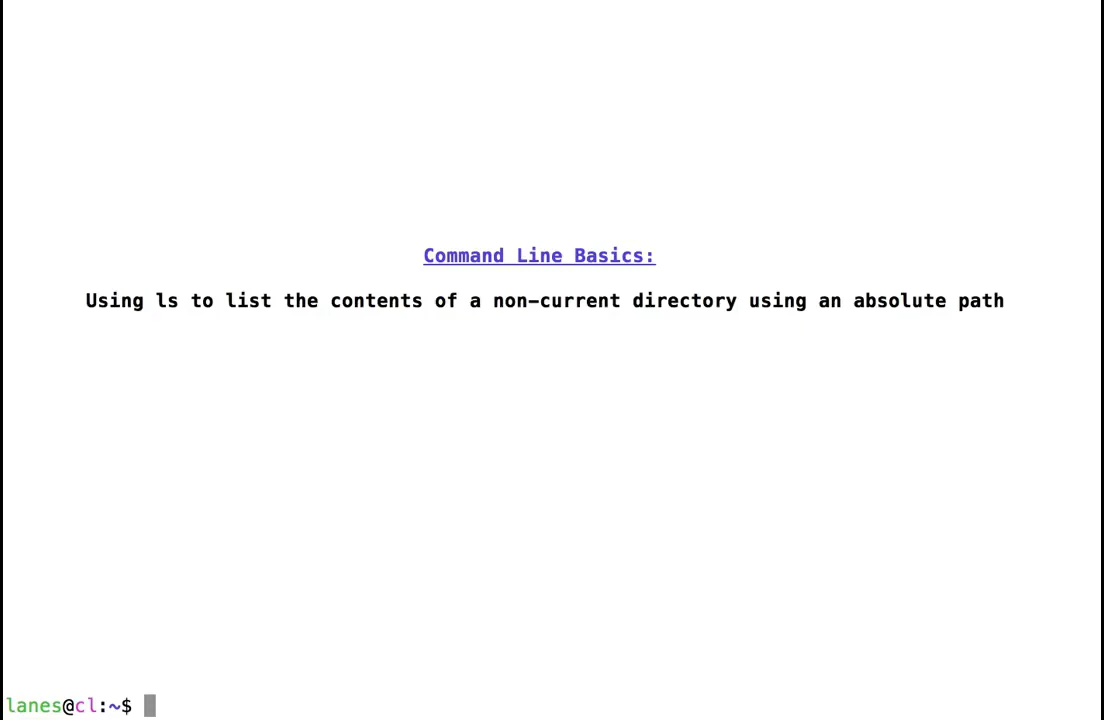 Command Line Basics:
Using ls to list the contents of a non-current directory using an absolute path
lanes@cl:~$